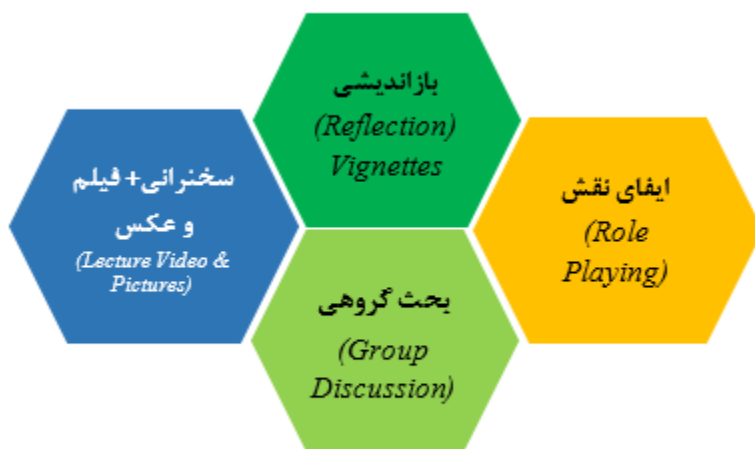 بازاندیشی
(Reflection)
Vignettes
سخنرانی+ فیلم
و عکس
(Lecture Video &
Pictures)
ایفای نقش
(Role
Playing)
بحث گروهی
(Group
Discussion)